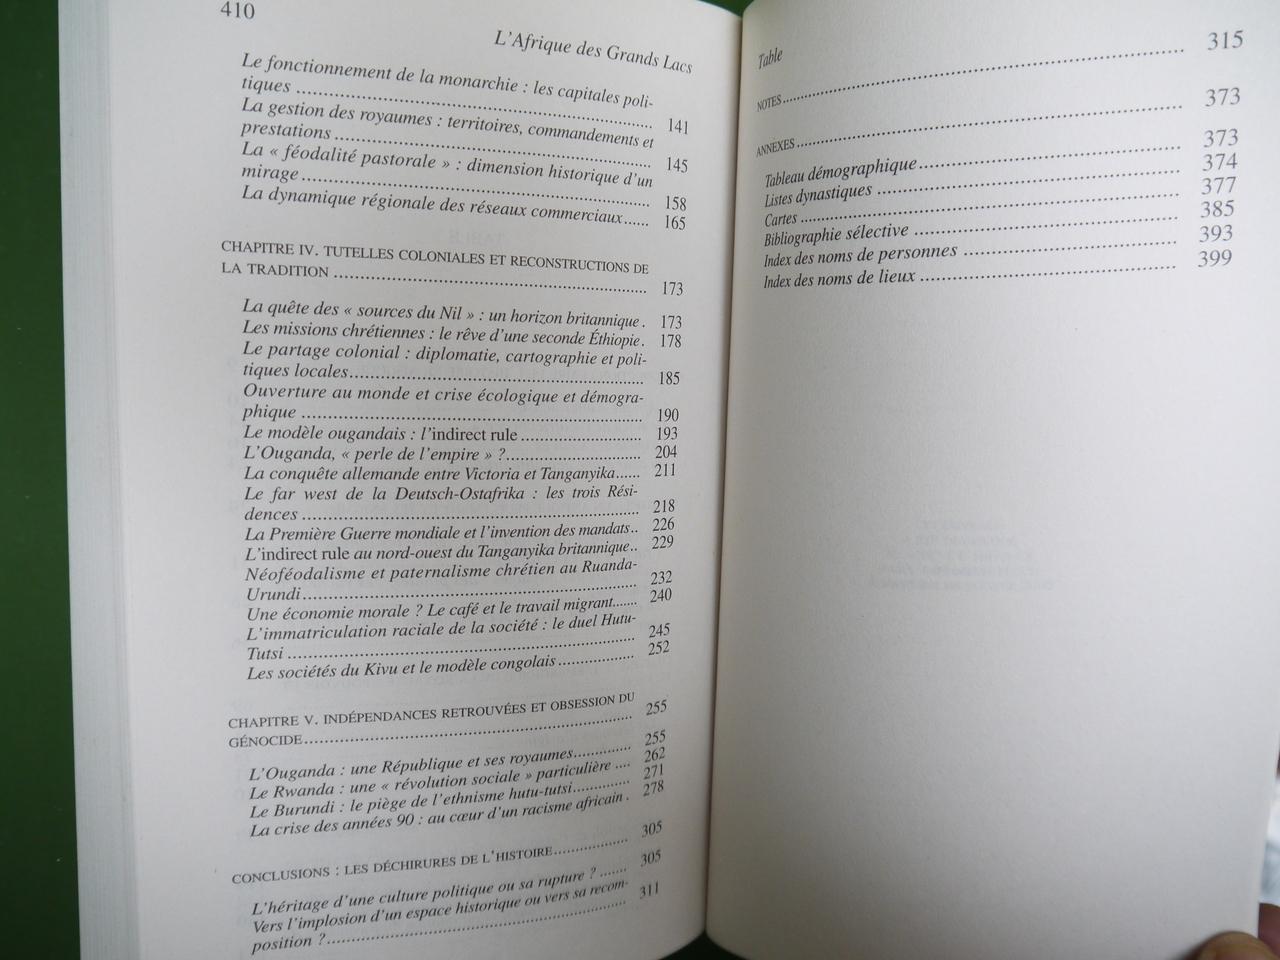 410
L'Afrique des Grands Lacs
Le fonctionnement de la monarchie : les capitales poli-
tiques ........ 141
La gestion des royaumes : territoires, commandements et
prestations ........ 145
La « féodalité pastorale » : dimension historique d'un
mirage ........ 158
La dynamique régionale des réseaux commerciaux...... 165
CHAPITRE IV. TUTELLES COLONIALES ET RECONSTRUCTIONS DE
LA TRADITION ........ 173
La quête des « sources du Nil » : un horizon britannique . 173
Les missions chrétiennes : le rêve d'une seconde Éthiopie . 178
Le partage colonial : diplomatie, cartographie et poli-
tiques locales ........ 185
Ouverture au monde et crise écologique et démogra-
phique ........ 190
Le modèle ougandais : l'indirect rule ........ 193
L'Ouganda, « perle de l'empire » ? ........ 204
La conquête allemande entre Victoria et Tanganyika...... 211
Le far west de la Deutsch-Ostafrika : les trois Rési-
dences ........ 218
La Première Guerre mondiale et l'invention des mandats.. 226
L'indirect rule au nord-ouest du Tanganyika britannique.. 229
Néoféodalisme et paternalisme chrétien au Ruanda-
Urundi ........ 232
Une économie morale ? Le café et le travail migrant....... 240
L'immatriculation raciale de la société : le duel Hutu-
Tutsi ........ 245
Les sociétés du Kivu et le modèle congolais ........ 252
CHAPITRE V. INDÉPENDANCES RETROUVÉES ET OBSESSION DU
GÉNOCIDE ........ 255
L'Ouganda : une République et ses royaumes ........ 255
Le Rwanda : une « révolution sociale » particulière .... 262
Le Burundi : le piège de l'ethnisme hutu-tutsi ........ 271
La crise des années 90 : au cœur d'un racisme africain . 278
CONCLUSIONS : LES DÉCHIRURES DE L'HISTOIRE ........ 305
L'héritage d'une culture politique ou sa rupture ? ....... 305
Vers l'implosion d'un espace historique ou vers sa recom-
position ? ........ 311
Table
NOTES ........ 315
ANNEXES ........ 373
Tableau démographique ........ 373
Listes dynastiques ........ 374
Cartes ........ 377
Bibliographie sélective ........ 385
Index des noms de personnes ........ 393
Index des noms de lieux ........ 399